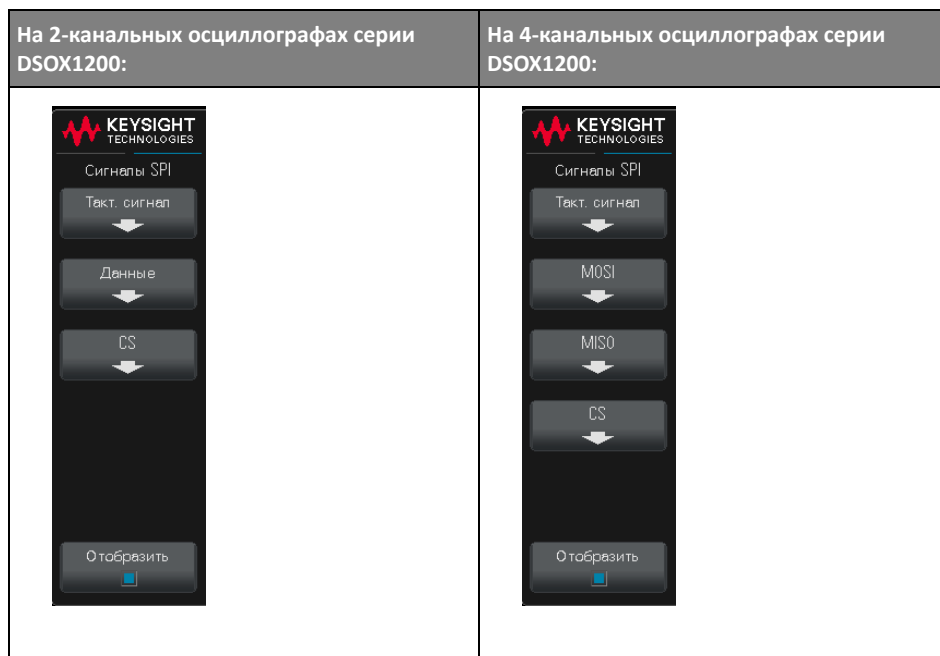 На 2-канальных осциллографах серии
DSOX1200:
На 4-канальных осциллографах серии
DSOX1200:
KEYSIGHT
TECHNOLOGIES
Сигналы SPI
Такт. сигнал
Данные
CS
Отобразить
KEYSIGHT
TECHNOLOGIES
Сигналы SPI
Такт. сигнал
MOSI
MISO
CS
Отобразить